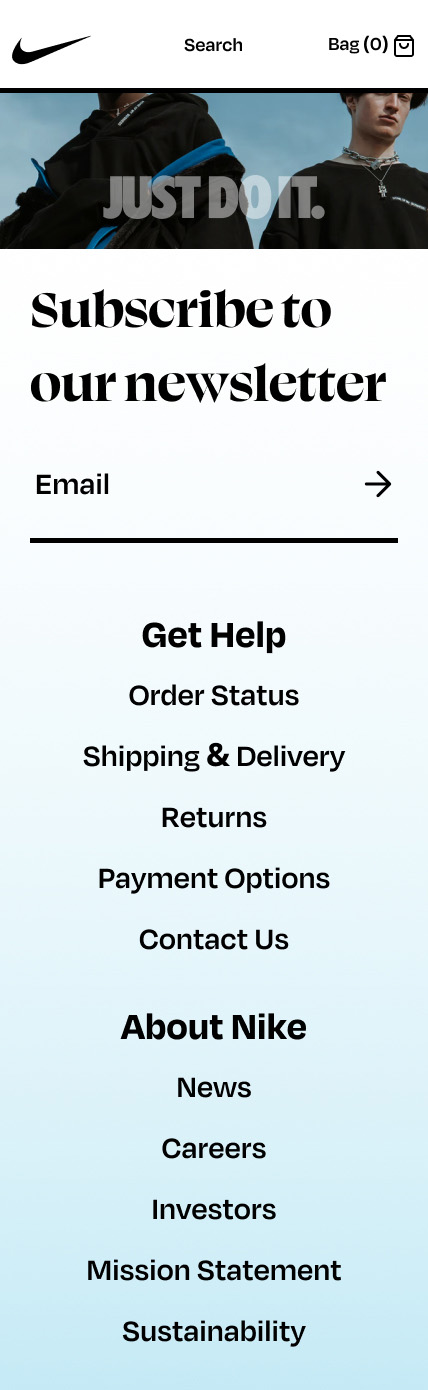 Search
Bag (0)
JUST DO IT.
Subscribe to
our newsletter
Email
Get Help
Order Status
Shipping & Delivery
Returns
Payment Options
Contact Us
About Nike
News
Careers
Investors
Mission Statement
Sustainability